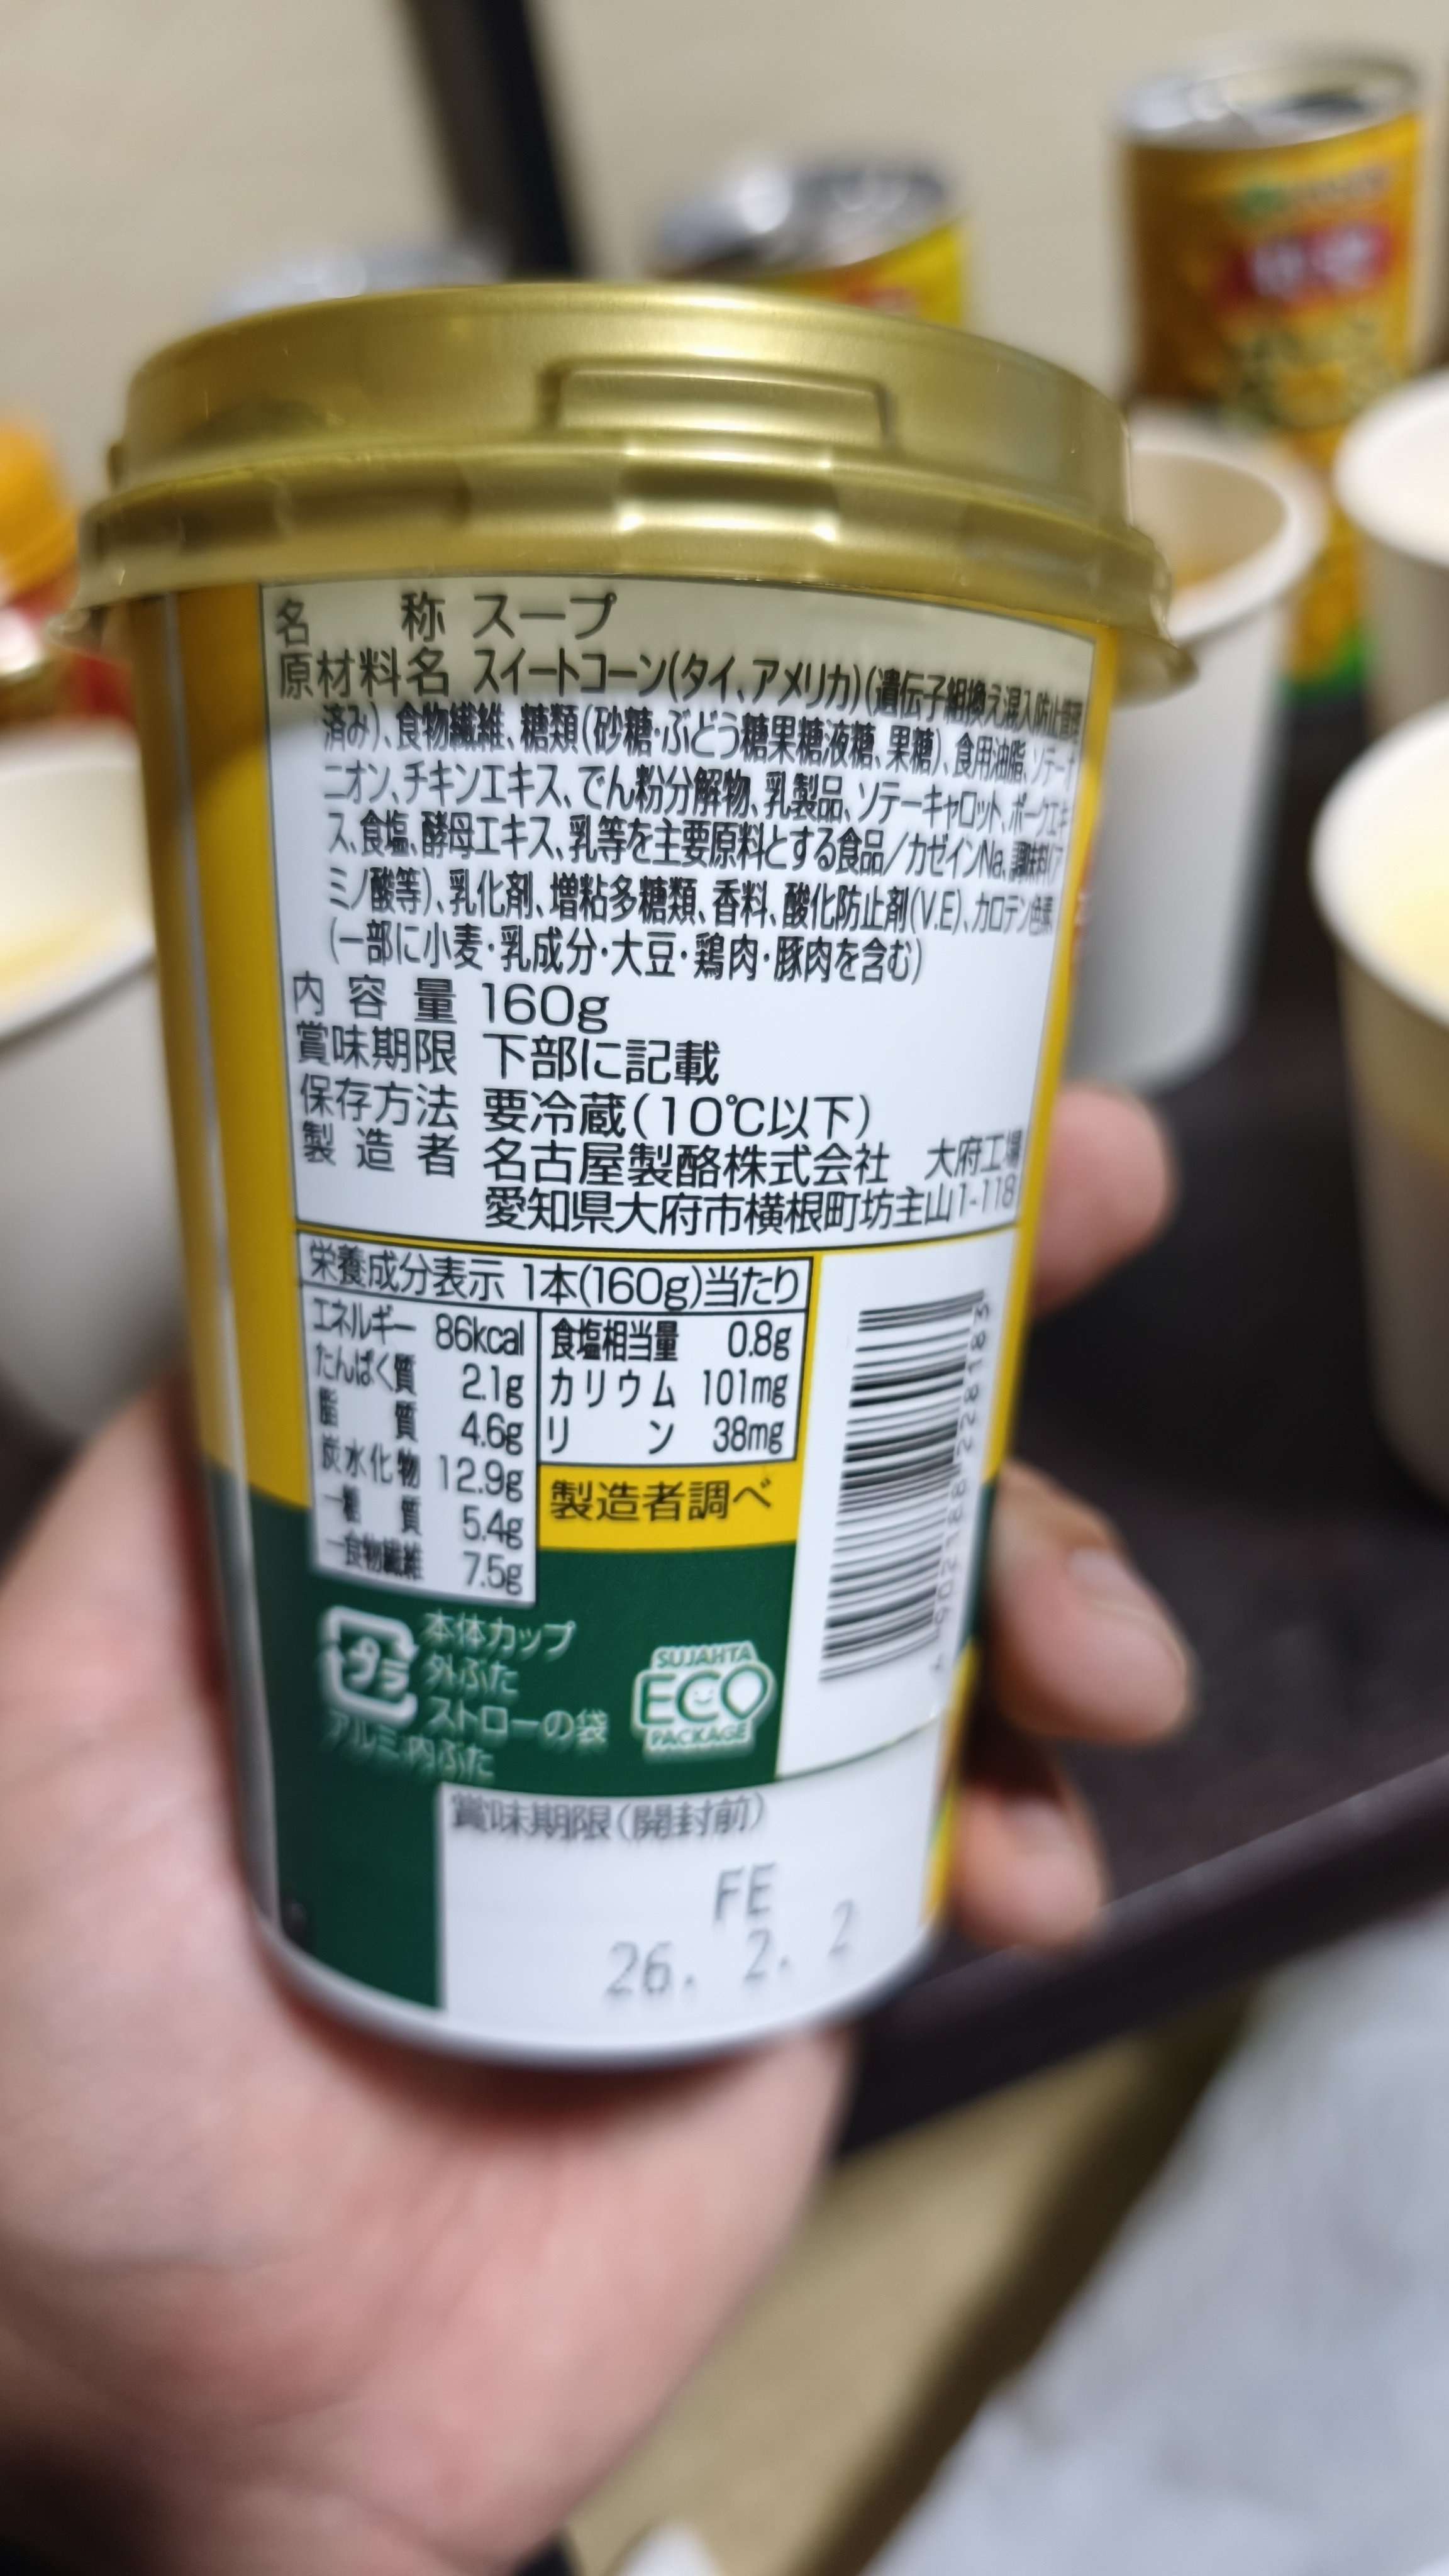 名称 スープ
原材料名 スイートコーン(タイ、アメリカ)(遺伝子組換え混入防止管理
済み)、食物繊維、糖類(砂糖・ぶどう糖果糖液糖、果糖)、食用油脂、ソテーオ
ニオン、チキンエキス、でん粉分解物、乳製品、ソテーキャロット、ポークエキ
ス、食塩、酵母エキス、乳等を主要原料とする食品/カゼインNa、調味料(ア
ミノ酸等)、乳化剤、増粘多糖類、香料、酸化防止剤(V.E)、カロテン色素
(一部に小麦・乳成分・大豆・鶏肉・豚肉を含む)
内容量 160g
賞味期限 下部に記載
保存方法 要冷蔵(10℃以下)
製造者 名古屋製酪株式会社 大府工場
愛知県大府市横根町坊主山1-118
栄養成分表示 1本(160g)当たり
エネルギー 86kcal
たんぱく質 2.1g
脂質 4.6g
炭水化物 12.9g
-糖質 5.4g
-食物繊維 7.5g
食塩相当量 0.8g
カリウム 101mg
リン 38mg
製造者調べ
プラ
本体カップ
外ぶた
ストローの袋
アルミ内ぶた
SUJAHTA
ECO
PACKAGE
賞味期限(開封前)
FE
26. 2. 2